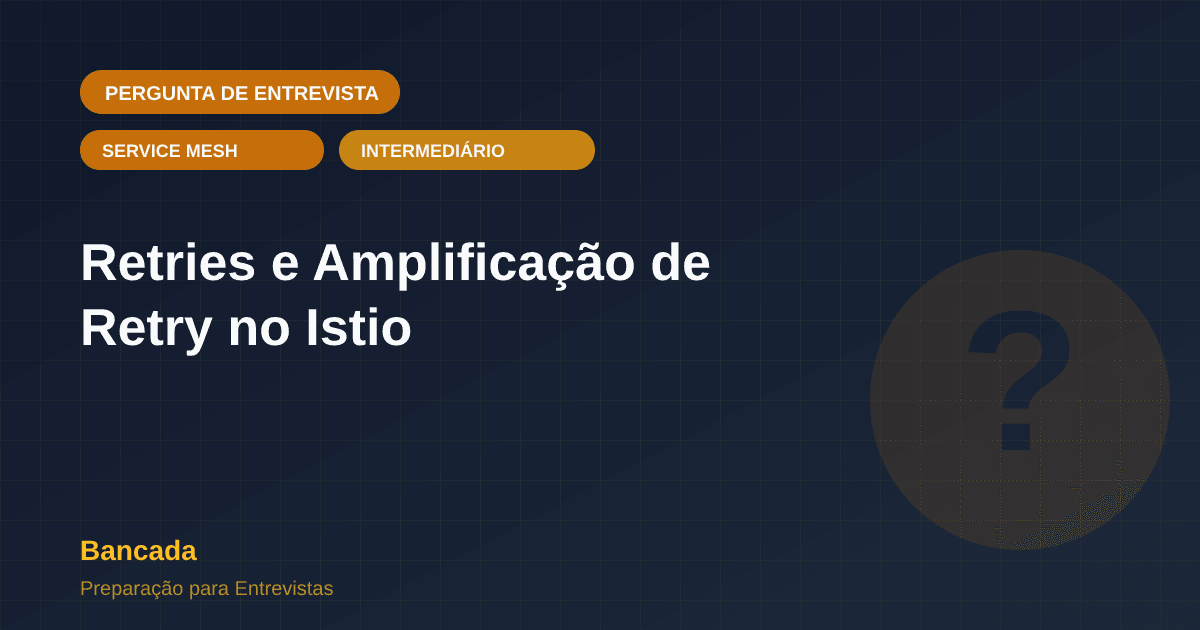 PERGUNTA DE ENTREVISTA
SERVICE MESH
INTERMEDIÁRIO
Retries e Amplificação de
Retry no Istio
?
Bancada
Preparação para Entrevistas